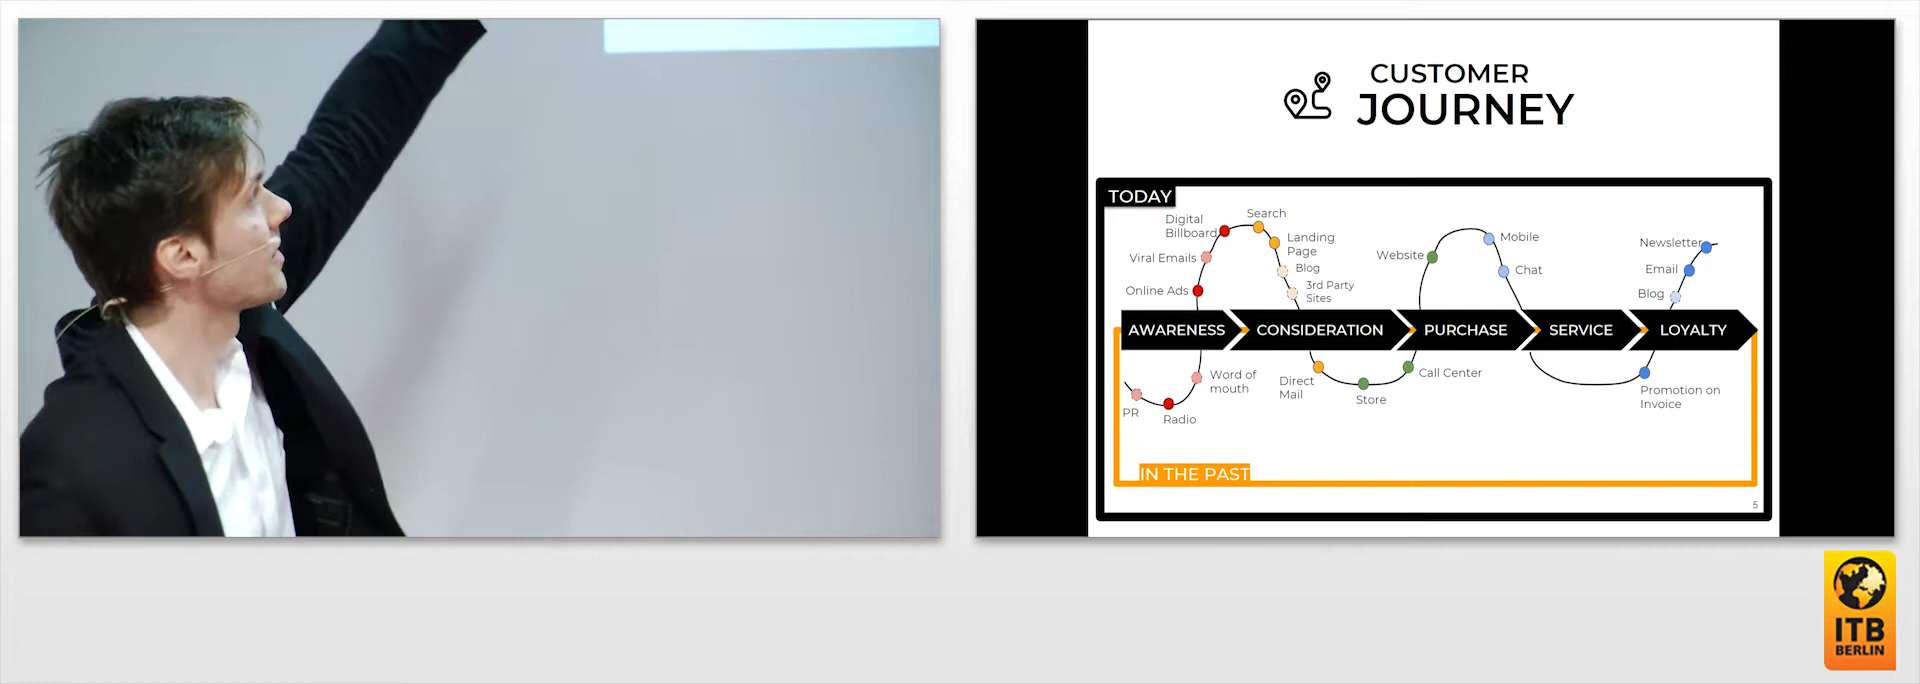 CUSTOMER
JOURNEY
TODAY
Digital
Billboard
Search
Landing
Page
Viral Emails
Blog
Online Ads
3rd Party
Sites
Website
Mobile
Chat
Newsletter
Email
Blog
AWARENESS
CONSIDERATION
PURCHASE
SERVICE
LOYALTY
Word of
mouth
PR
Radio
Direct
Mail
Store
Call Center
Promotion on
Invoice
IN THE PAST
5
ITB
BERLIN